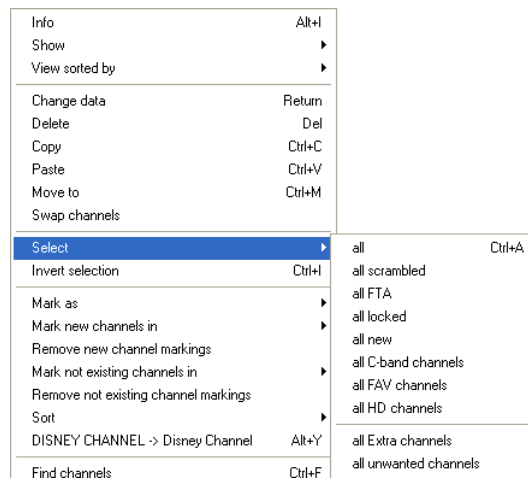 Info Alt+I
Show
View sorted by
Change data Return
Delete Del
Copy Ctrl+C
Paste Ctrl+V
Move to Ctrl+M
Swap channels
Select
Invert selection Ctrl+I
Mark as
Mark new channels in
Remove new channel markings
Mark not existing channels in
Remove not existing channel markings
Sort
DISNEY CHANNEL -> Disney Channel Alt+Y
Find channels Ctrl+F
all Ctrl+A
all scrambled
all FTA
all locked
all new
all C-band channels
all FAV channels
all HD channels
all Extra channels
all unwanted channels